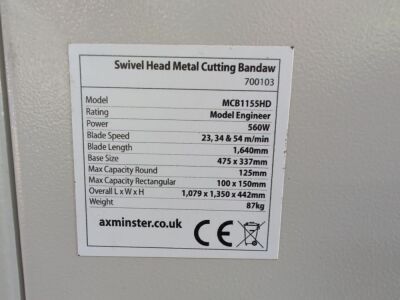 Swivel Head Metal Cutting Bandaw
700103
Model MCB1155HD
Rating Model Engineer
Power 560W
Blade Speed 23, 34 & 54 m/min
Blade Length 1,640mm
Base Size 475 x 337mm
Max Capacity Round 125mm
Max Capacity Rectangular 100 x 150mm
Overall L x W x H 1,079 x 1,350 x 442mm
Weight 87kg
axminster.co.uk CE